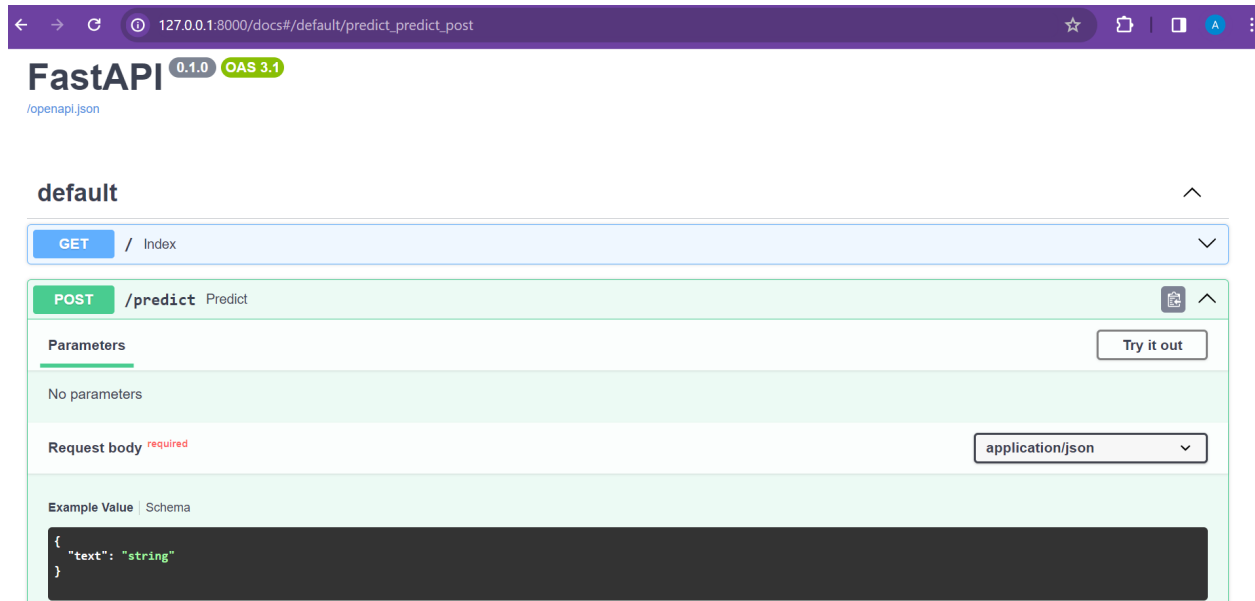 127.0.0.1:8000/docs#/default/predict_predict_post
A
FastAPI 0.1.0 OAS 3.1
/openapi.json
default
GET / Index
POST /predict Predict
Parameters
Try it out
No parameters
Request body required
application/json
Example Value Schema
{
"text": "string"
}